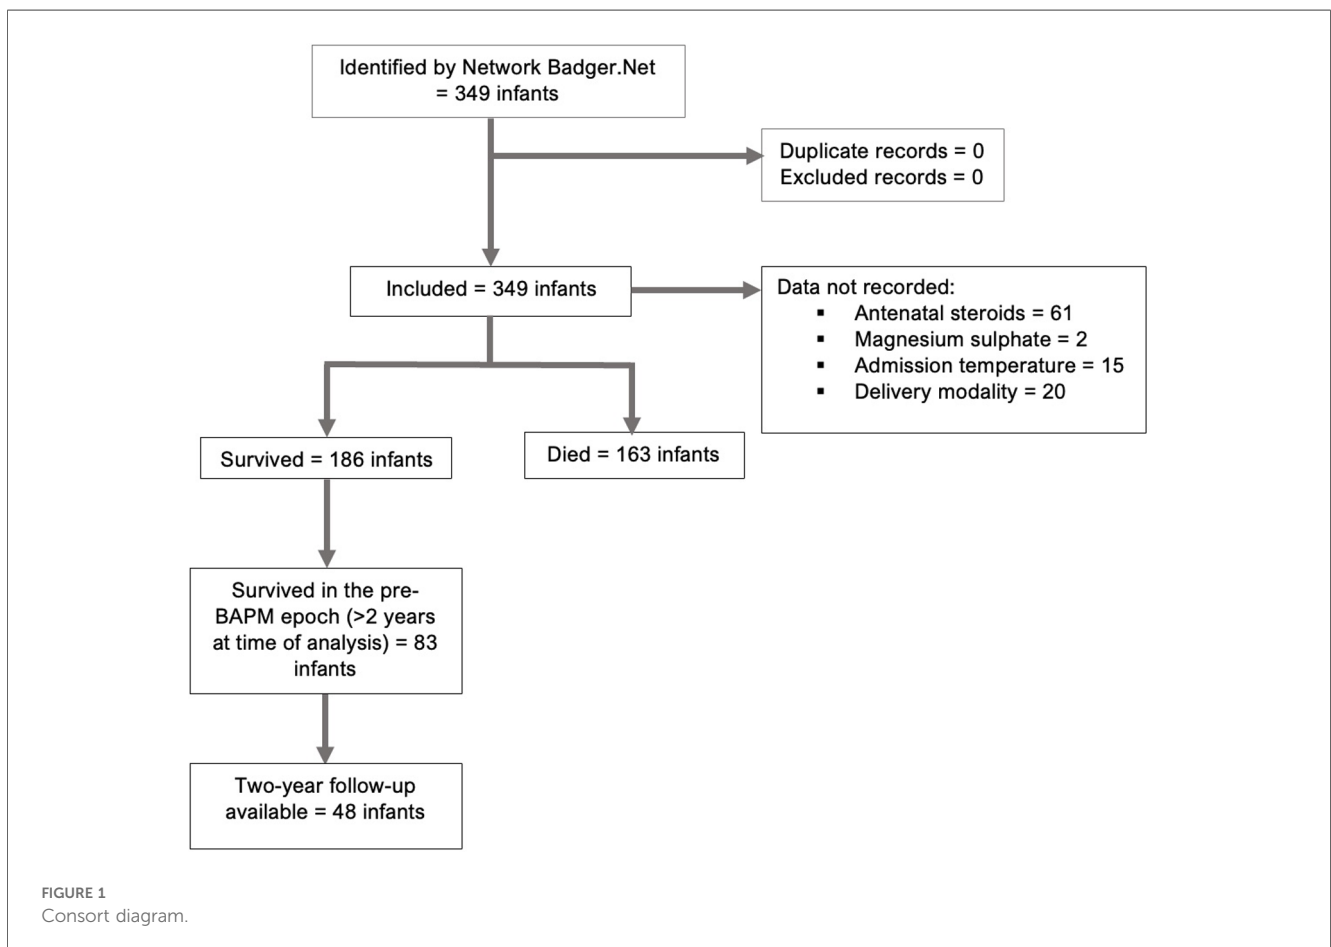 Identified by Network Badger.Net
= 349 infants
Duplicate records = 0
Excluded records = 0
Included = 349 infants
Data not recorded:
▪ Antenatal steroids = 61
▪ Magnesium sulphate = 2
▪ Admission temperature = 15
▪ Delivery modality = 20
Survived = 186 infants
Died = 163 infants
Survived in the pre-
BAPM epoch (>2 years
at time of analysis) = 83
infants
Two-year follow-up
available = 48 infants
FIGURE 1
Consort diagram.